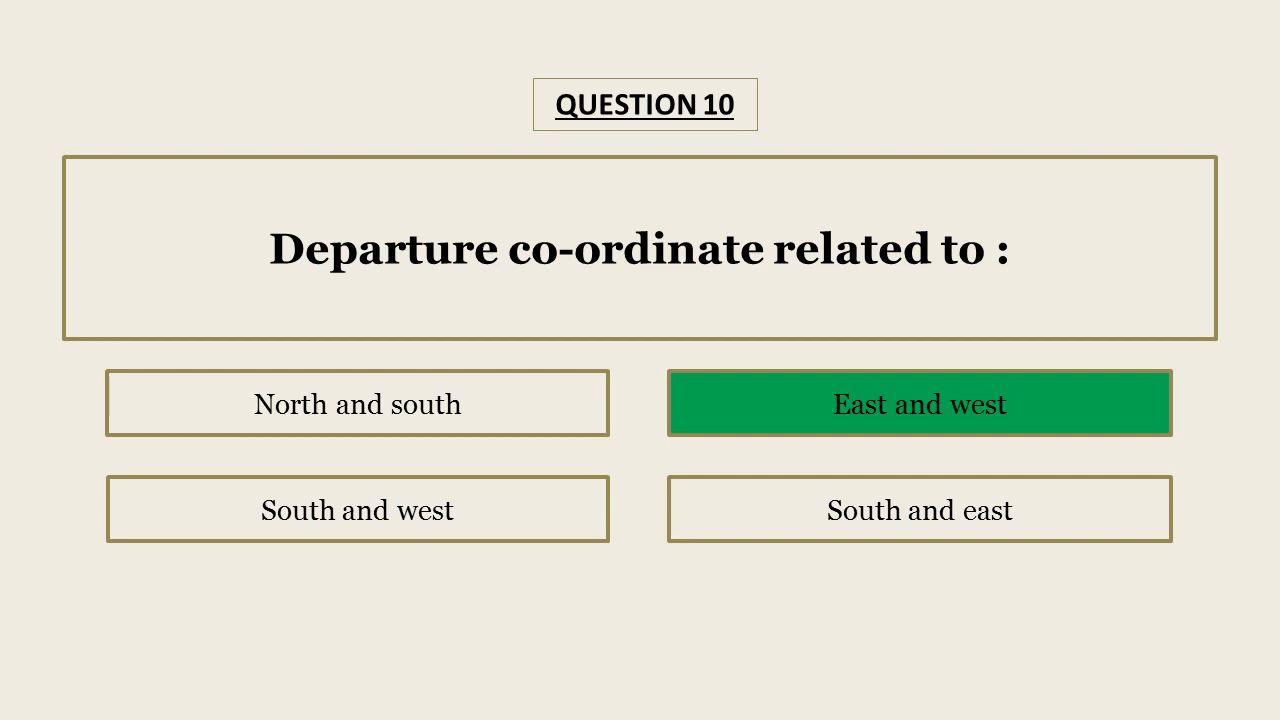 QUESTION 10
Departure co-ordinate related to :
North and south
East and west
South and west
South and east